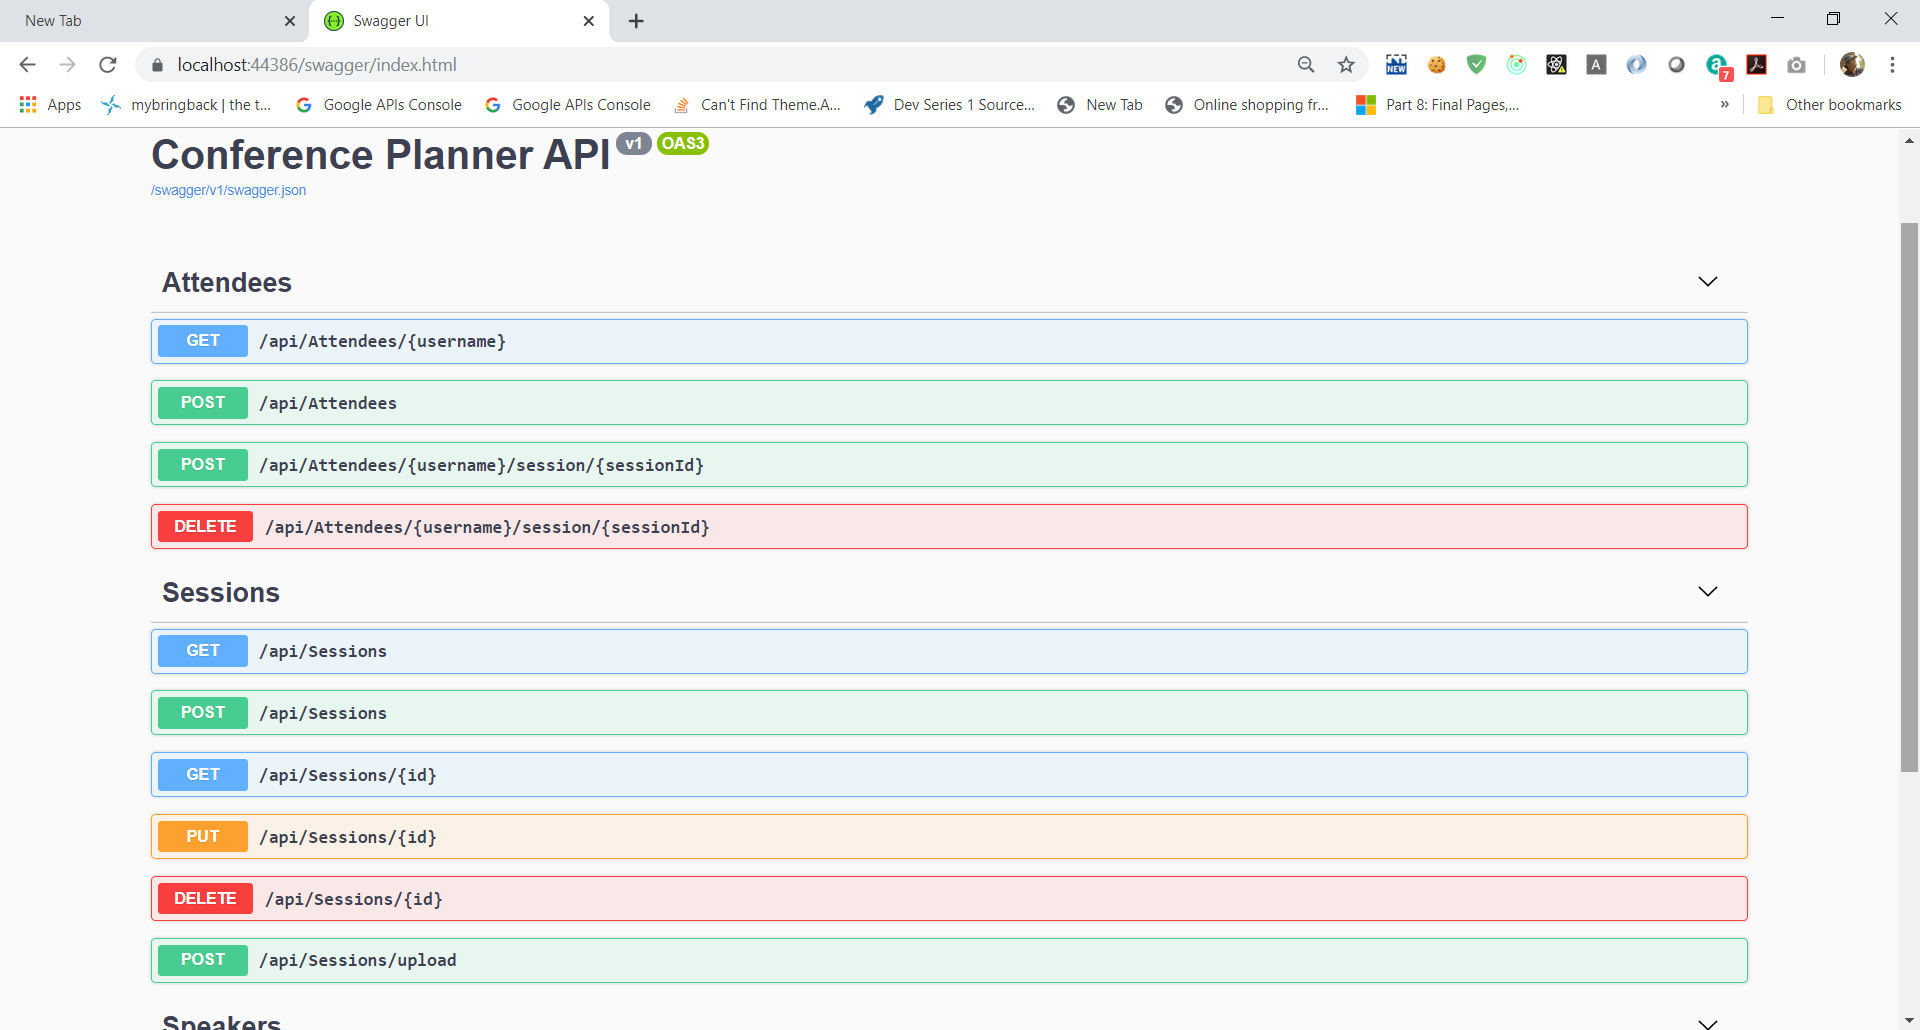 New Tab
Swagger UI
localhost:44386/swagger/index.html
NEW
A
a
7
Apps
mybringback | the t...
Google APIs Console
Google APIs Console
Can't Find Theme.A...
Dev Series 1 Source...
New Tab
Online shopping fr...
Part 8: Final Pages,...
»
Other bookmarks
Conference Planner API v1 OAS3
/swagger/v1/swagger.json
Attendees
GET /api/Attendees/{username}
POST /api/Attendees
POST /api/Attendees/{username}/session/{sessionId}
DELETE /api/Attendees/{username}/session/{sessionId}
Sessions
GET /api/Sessions
POST /api/Sessions
GET /api/Sessions/{id}
PUT /api/Sessions/{id}
DELETE /api/Sessions/{id}
POST /api/Sessions/upload
Speakers